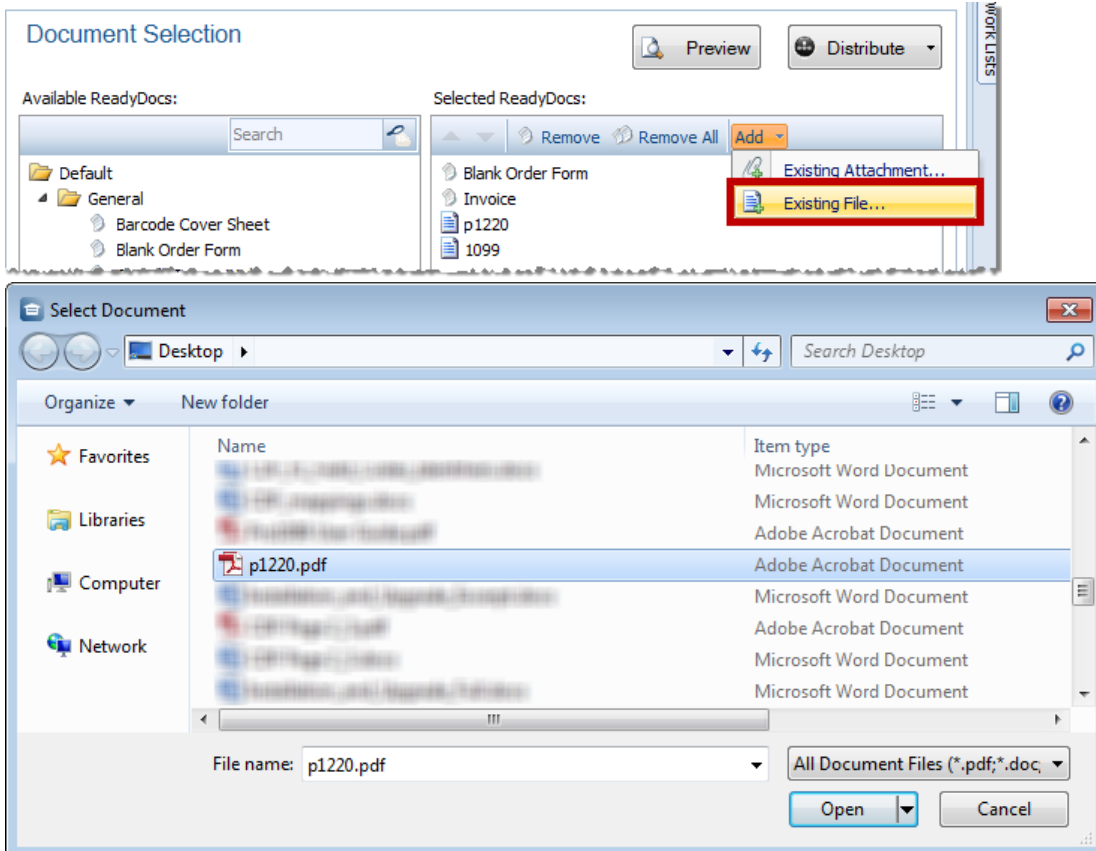 Document Selection
Preview
Distribute
Work Lists
Available ReadyDocs:
Selected ReadyDocs:
Search
Remove
Remove All
Add
Default
General
Barcode Cover Sheet
Blank Order Form
Blank Order Form
Invoice
p1220
1099
Existing Attachment...
Existing File...
Select Document
Desktop
Search Desktop
Organize
New folder
Favorites
Libraries
Computer
Network
Name
Item type
Microsoft Word Document
Microsoft Word Document
Adobe Acrobat Document
p1220.pdf
Adobe Acrobat Document
Microsoft Word Document
Adobe Acrobat Document
Microsoft Word Document
Microsoft Word Document
File name:
p1220.pdf
All Document Files (*.pdf;*.doc;
Open
Cancel